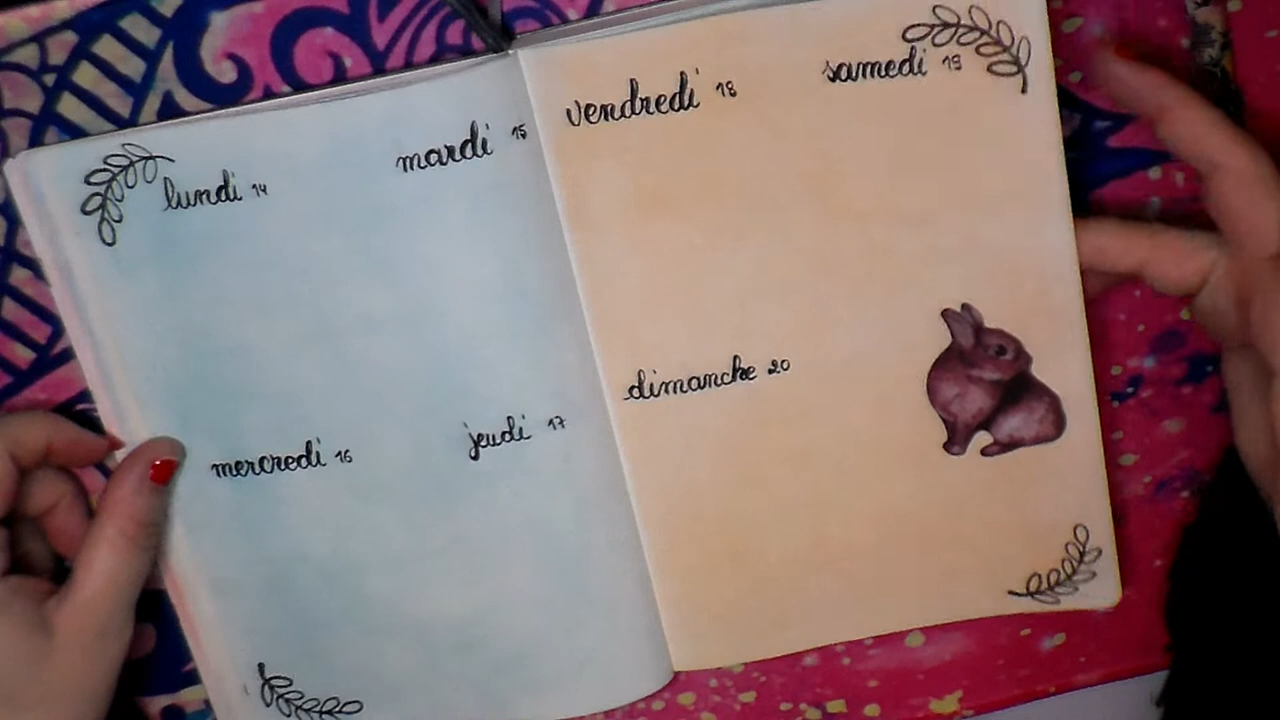 lundi 14
mardi 15
mercredi 16
jeudi 17
vendredi 18
samedi 19
dimanche 20